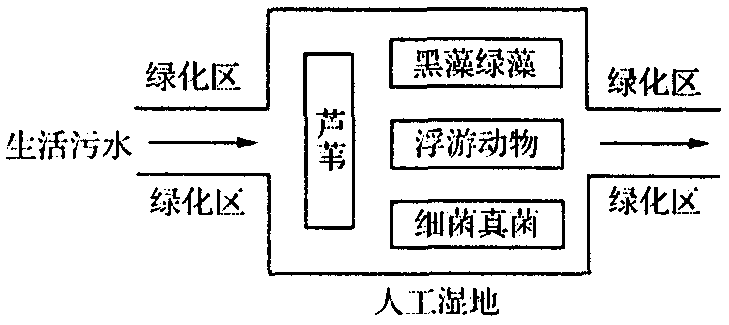 绿化区
生活污水
绿化区
芦苇
黑藻绿藻
浮游动物
细菌真菌
绿化区
绿化区
人工湿地